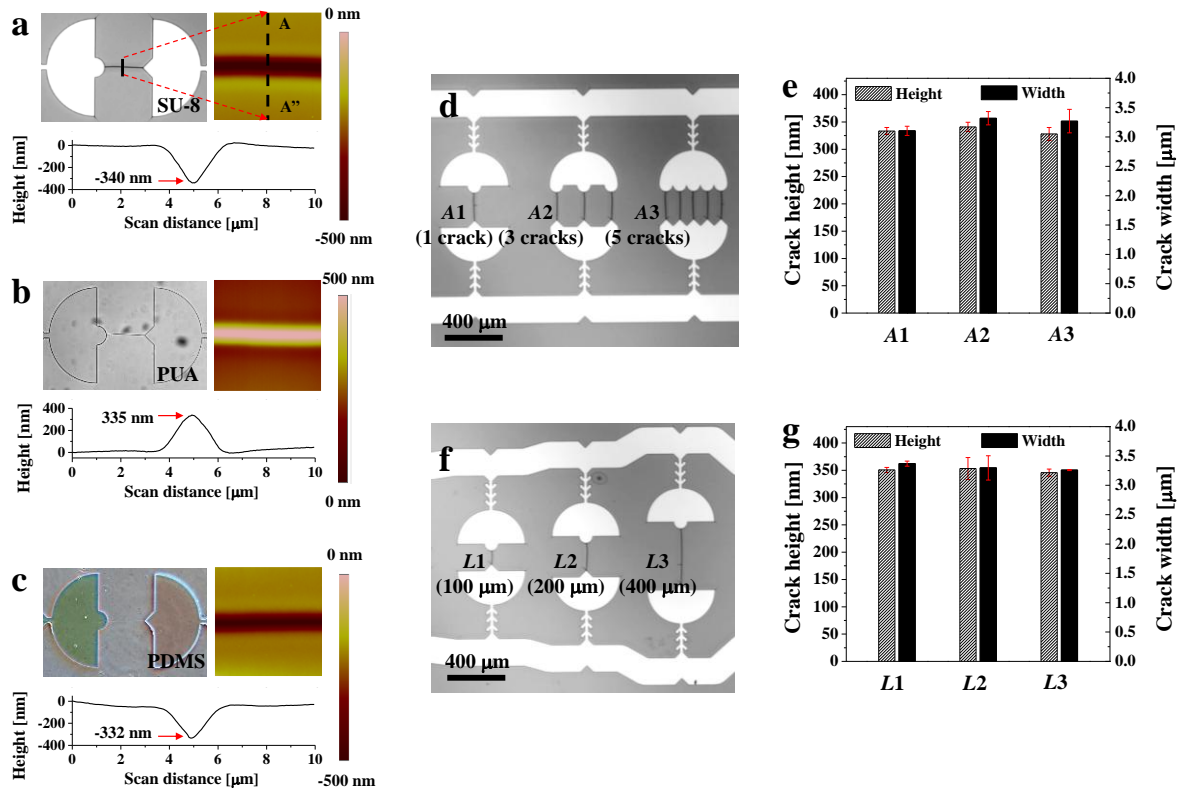 a
SU-8
A
A”
0 nm
-500 nm
Height [nm]
0
-200
-400
-340 nm
0 2 4 6 8 10
Scan distance [μm]
b
PUA
500 nm
0 nm
Height [nm]
400
200
0
335 nm
0 2 4 6 8 10
Scan distance [μm]
c
PDMS
0 nm
-500 nm
Height [nm]
0
-200
-400
-332 nm
0 2 4 6 8 10
Scan distance [μm]
d
A1 A2 A3
(1 crack) (3 cracks) (5 cracks)
400 μm
e
Height Width
Crack height [nm]
400
350
300
250
200
150
100
50
0
A1 A2 A3
4.0
3.5
3.0
2.5
2.0
1.5
1.0
0.5
0.0
Crack width [μm]
f
L1 L2 L3
(100 μm) (200 μm) (400 μm)
400 μm
g
Height Width
Crack height [nm]
400
350
300
250
200
150
100
50
0
L1 L2 L3
4.0
3.5
3.0
2.5
2.0
1.5
1.0
0.5
0.0
Crack width [μm]